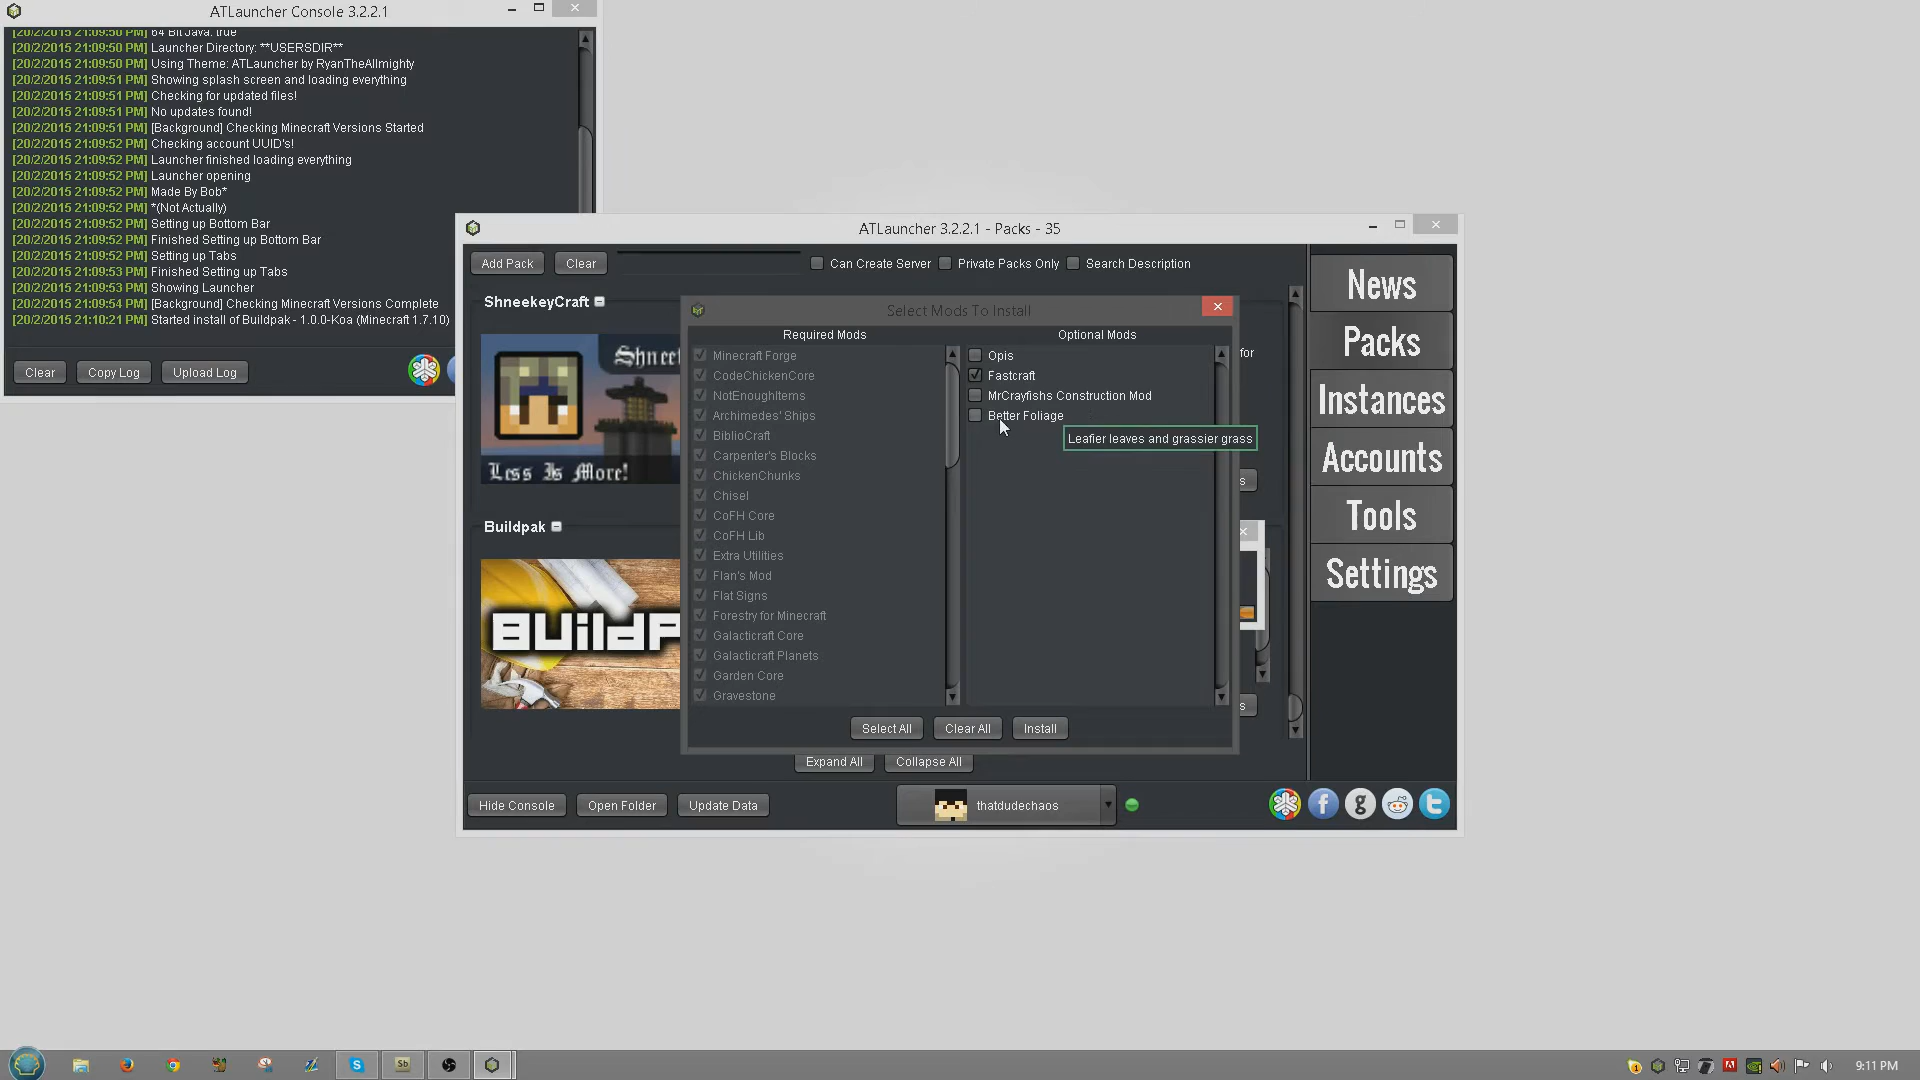 ATLauncher Console 3.2.2.1
[20/2/2015 21:09:50 PM] 64 Bit Java: true
[20/2/2015 21:09:50 PM] Launcher Directory: **USERSDIR**
[20/2/2015 21:09:50 PM] Using Theme: ATLauncher by RyanTheAllmighty
[20/2/2015 21:09:51 PM] Showing splash screen and loading everything
[20/2/2015 21:09:51 PM] Checking for updated files!
[20/2/2015 21:09:51 PM] No updates found!
[20/2/2015 21:09:51 PM] [Background] Checking Minecraft Versions Started
[20/2/2015 21:09:52 PM] Checking account UUID's!
[20/2/2015 21:09:52 PM] Launcher finished loading everything
[20/2/2015 21:09:52 PM] Launcher opening
[20/2/2015 21:09:52 PM] Made By Bob*
[20/2/2015 21:09:52 PM] *(Not Actually)
[20/2/2015 21:09:52 PM] Setting up Bottom Bar
[20/2/2015 21:09:52 PM] Finished Setting up Bottom Bar
[20/2/2015 21:09:52 PM] Setting up Tabs
[20/2/2015 21:09:53 PM] Finished Setting up Tabs
[20/2/2015 21:09:53 PM] Showing Launcher
[20/2/2015 21:09:54 PM] [Background] Checking Minecraft Versions Complete
[20/2/2015 21:10:21 PM] Started install of Buildpak - 1.0.0-Koa (Minecraft 1.7.10)
Clear Copy Log Upload Log
ATLauncher 3.2.2.1 - Packs - 35
Add Pack Clear Can Create Server Private Packs Only Search Description
ShneekeyCraft
Shneek
Less Is More!
for
s
Buildpak
BuildP
s
Select Mods To Install
Required Mods
Minecraft Forge
CodeChickenCore
NotEnoughItems
Archimedes' Ships
BiblioCraft
Carpenter's Blocks
ChickenChunks
Chisel
CoFH Core
CoFH Lib
Extra Utilities
Flan's Mod
Flat Signs
Forestry for Minecraft
Galacticraft Core
Galacticraft Planets
Garden Core
Gravestone
Optional Mods
Opis
Fastcraft
MrCrayfishs Construction Mod
Better Foliage
Leafier leaves and grassier grass
Select All Clear All Install
Expand All Collapse All
Hide Console Open Folder Update Data thatdudechaos
News
Packs
Instances
Accounts
Tools
Settings
Sb
9:11 PM